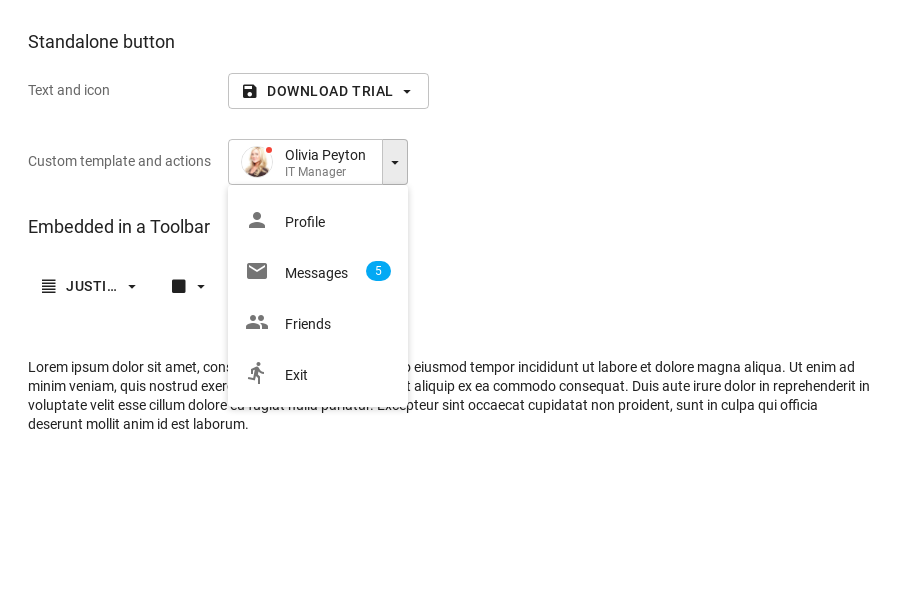 Standalone button
Text and icon
DOWNLOAD TRIAL
Custom template and actions
Olivia Peyton
IT Manager
Profile
Embedded in a Toolbar
Messages 5
JUSTI...
Friends
Exit
Lorem ipsum dolor sit amet, eiusmod tempor incididunt ut labore et dolore magna aliqua. Ut enim ad
minim veniam, quis nostrud aliquip ex ea commodo consequat. Duis aute irure dolor in reprehenderit in
voluptate velit esse cillum dolore eu fugiat nulla pariatur. Excepteur sint occaecat cupidatat non proident, sunt in culpa qui officia
deserunt mollit anim id est laborum.